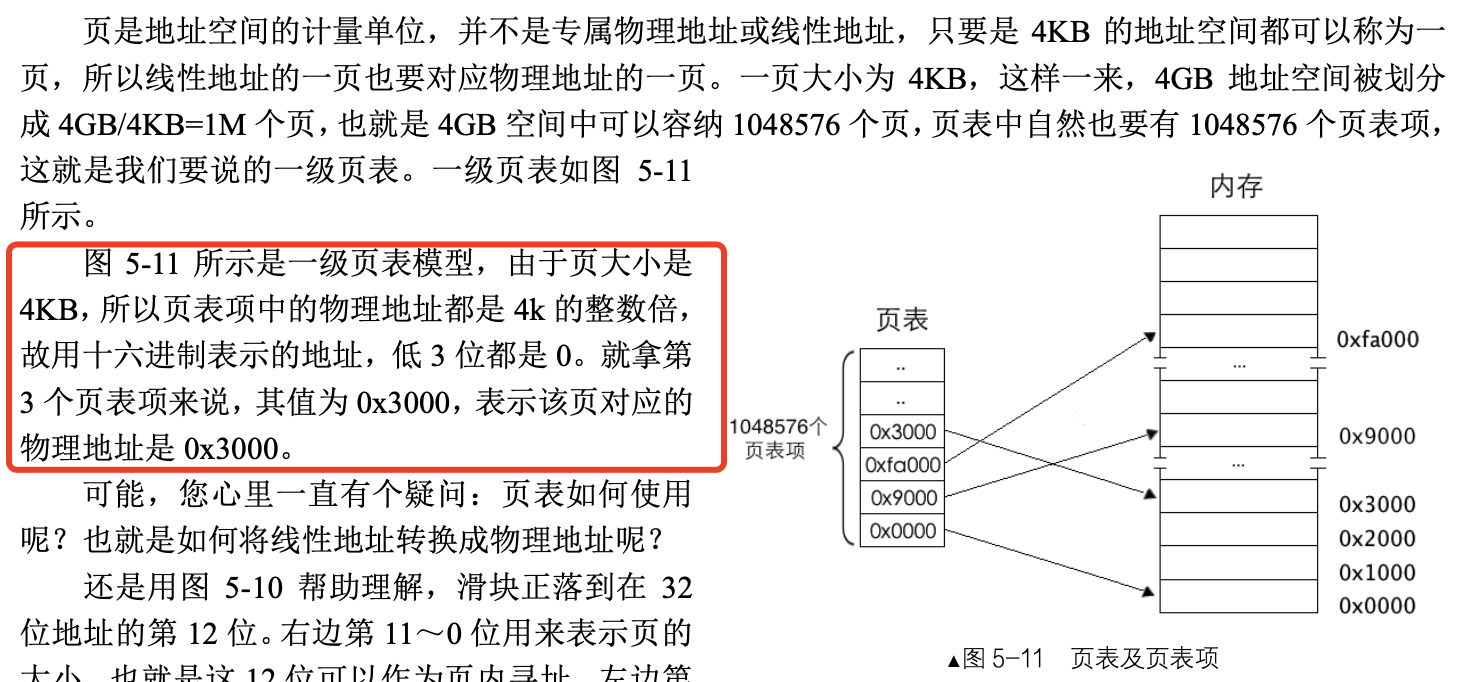 页是地址空间的计量单位，并不是专属物理地址或线性地址，只要是 4KB 的地址空间都可以称为一
页，所以线性地址的一页也要对应物理地址的一页。一页大小为 4KB，这样一来，4GB 地址空间被划分
成 4GB/4KB=1M 个页，也就是 4GB 空间中可以容纳 1048576 个页，页表中自然也要有 1048576 个页表项，
这就是我们要说的一级页表。一级页表如图 5-11
所示。
图 5-11 所示是一级页表模型，由于页大小是
4KB，所以页表项中的物理地址都是 4k 的整数倍，
故用十六进制表示的地址，低 3 位都是 0。就拿第
3 个页表项来说，其值为 0x3000，表示该页对应的
物理地址是 0x3000。
可能，您心里一直有个疑问：页表如何使用
呢？也就是如何将线性地址转换成物理地址呢？
还是用图 5-10 帮助理解，滑块正落到在 32
位地址的第 12 位。右边第 11～0 位用来表示页的
大小，也就是这 12 位可以作为页内寻址，左边第
页表
1048576个
页表项
..
..
0x3000
0xfa000
0x9000
0x0000
内存
0xfa000
...
0x9000
...
0x3000
0x2000
0x1000
0x0000
▲图 5-11 页表及页表项